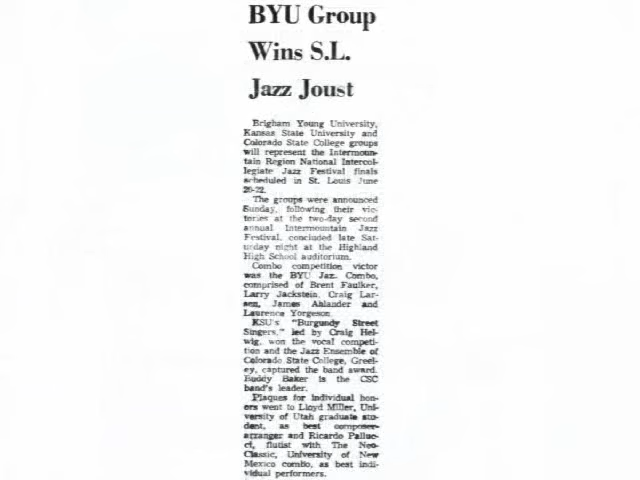 BYU Group
Wins S.L.
Jazz Joust
Brigham Young University,
Kansas State University and
Colorado State College groups
will represent the Intermoun-
tain Region National Intercol-
legiate Jazz Festival finals
scheduled in St. Louis June
20-22.
The groups were announced
Sunday, following their vic-
tories at the two-day second
annual Intermountain Jazz
Festival, concluded late Sat-
urday night at the Highland
High School auditorium.
Combo competition victor
was the BYU Jaz. Combo,
comprised of Brent Faulker,
Larry Jackstein, Craig Lar-
sen, James Ahlander and
Laurence Yorgeson.
KSU's "Burgundy Street
Singers," led by Craig Hel-
wig, won the vocal competi-
tion and the Jazz Ensemble of
Colorado State College, Greel-
ey, captured the band award.
Buddy Baker is the CSC
band's leader.
Plaques for individual hon-
ors went to Lloyd Miller, Uni-
versity of Utah graduate stu-
dent, as best composer-
arranger and Ricardo Palluc-
ci, flutist with The Neo-
Classic, University of New
Mexico combo, as best indi-
vidual performers.